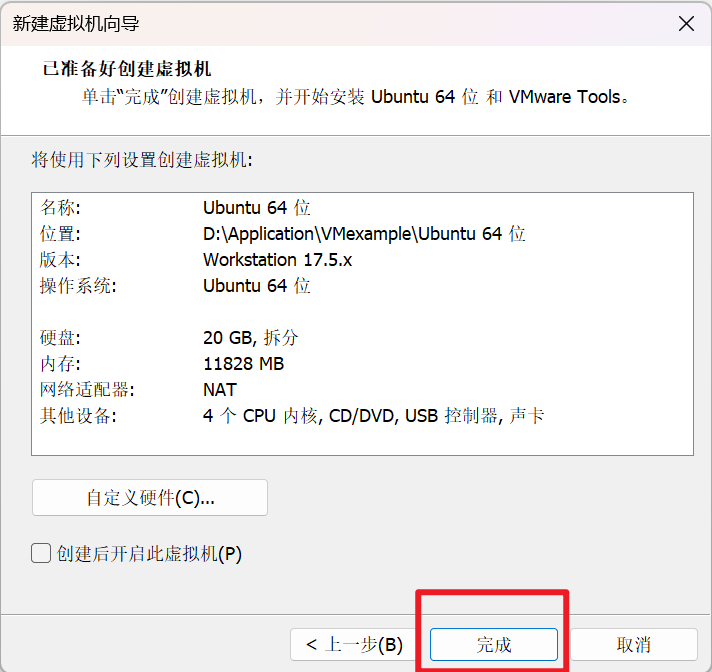 新建虚拟机向导
已准备好创建虚拟机
单击“完成”创建虚拟机，并开始安装 Ubuntu 64 位 和 VMware Tools。
将使用下列设置创建虚拟机:
名称: Ubuntu 64 位
位置: D:\Application\VMexample\Ubuntu 64 位
版本: Workstation 17.5.x
操作系统: Ubuntu 64 位
硬盘: 20 GB, 拆分
内存: 11828 MB
网络适配器: NAT
其他设备: 4 个 CPU 内核, CD/DVD, USB 控制器, 声卡
自定义硬件(C)...
创建后开启此虚拟机(P)
< 上一步(B) 完成 取消